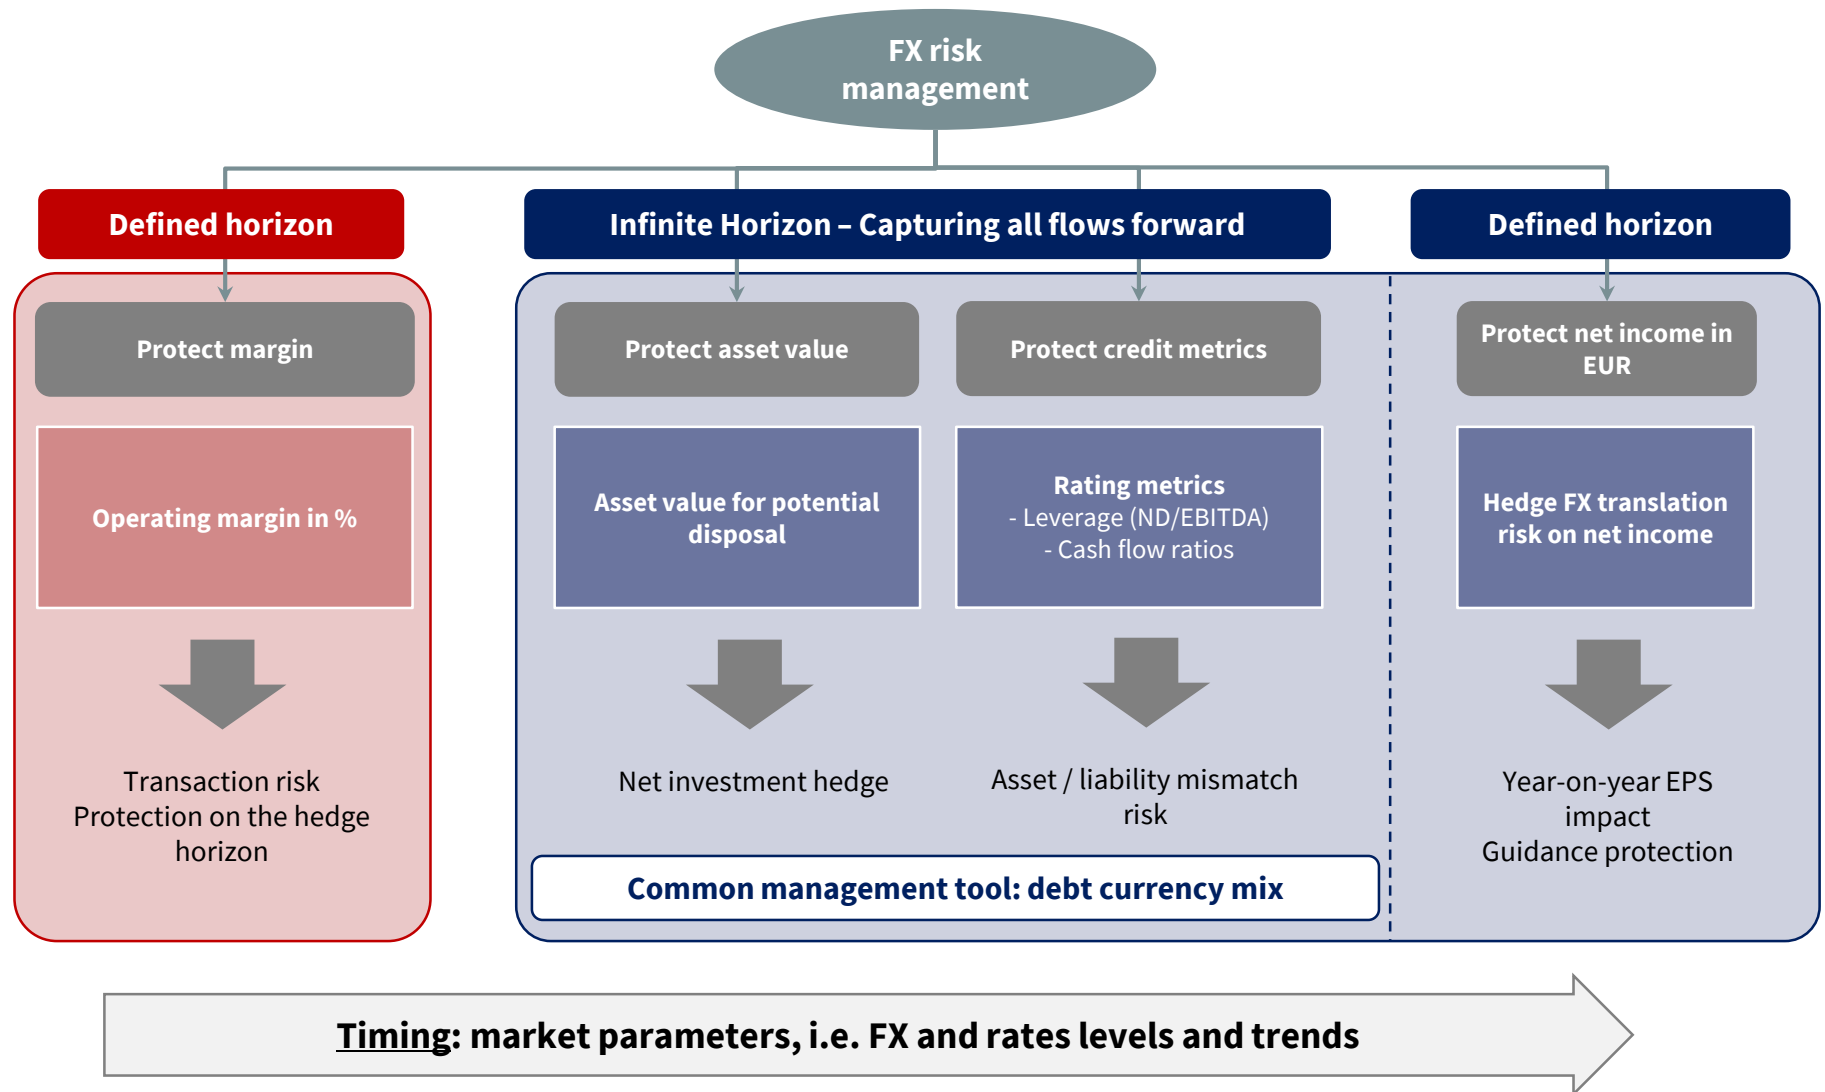 FX risk
management
Defined horizon
Infinite Horizon – Capturing all flows forward
Defined horizon
Protect margin
Protect asset value
Protect credit metrics
Protect net income in
EUR
Operating margin in %
Asset value for potential
disposal
Rating metrics
- Leverage (ND/EBITDA)
- Cash flow ratios
Hedge FX translation
risk on net income
Transaction risk
Protection on the hedge
horizon
Net investment hedge
Asset / liability mismatch
risk
Year-on-year EPS
impact
Guidance protection
Common management tool: debt currency mix
Timing: market parameters, i.e. FX and rates levels and trends